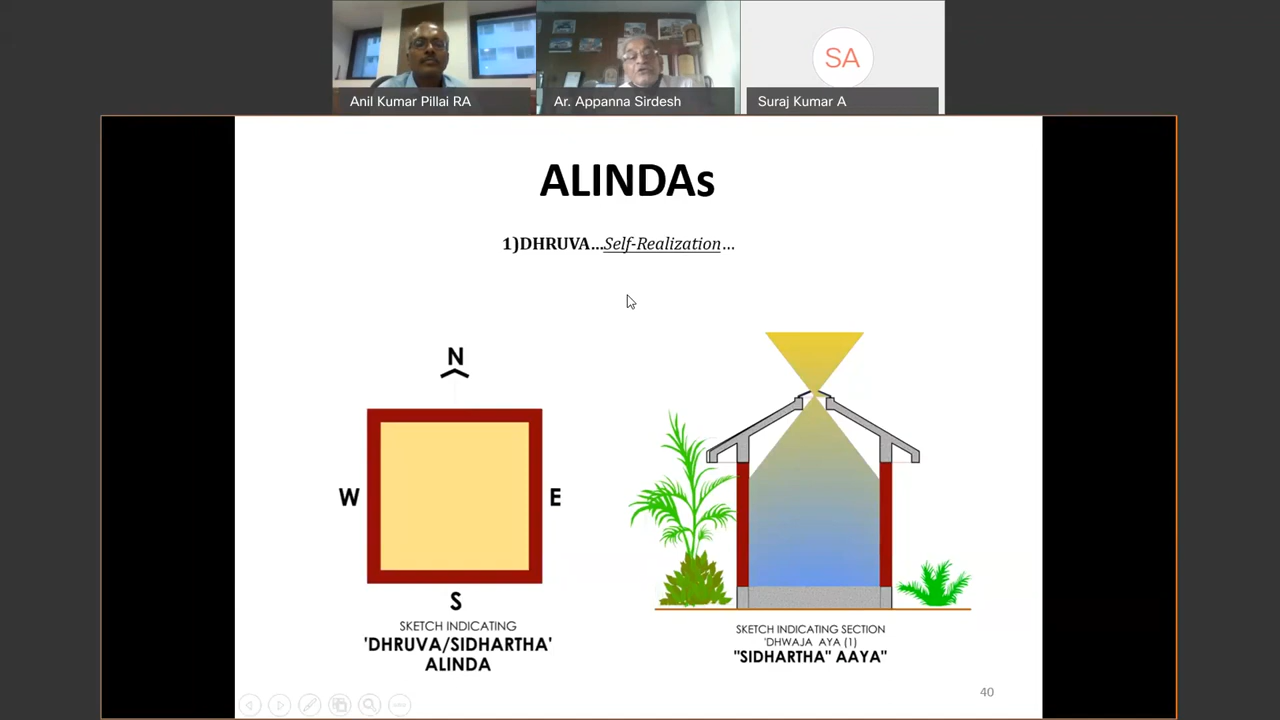 SA
Anil Kumar Pillai RA
Ar. Appanna Sirdesh
Suraj Kumar A
ALINDAs
1)DHRUVA...Self-Realization...
N
W
E
S
SKETCH INDICATING
'DHRUVA/SIDHARTHA'
ALINDA
SKETCH INDICATING SECTION
'DHWAJA AYA (1)
"SIDHARTHA" AAYA"
40